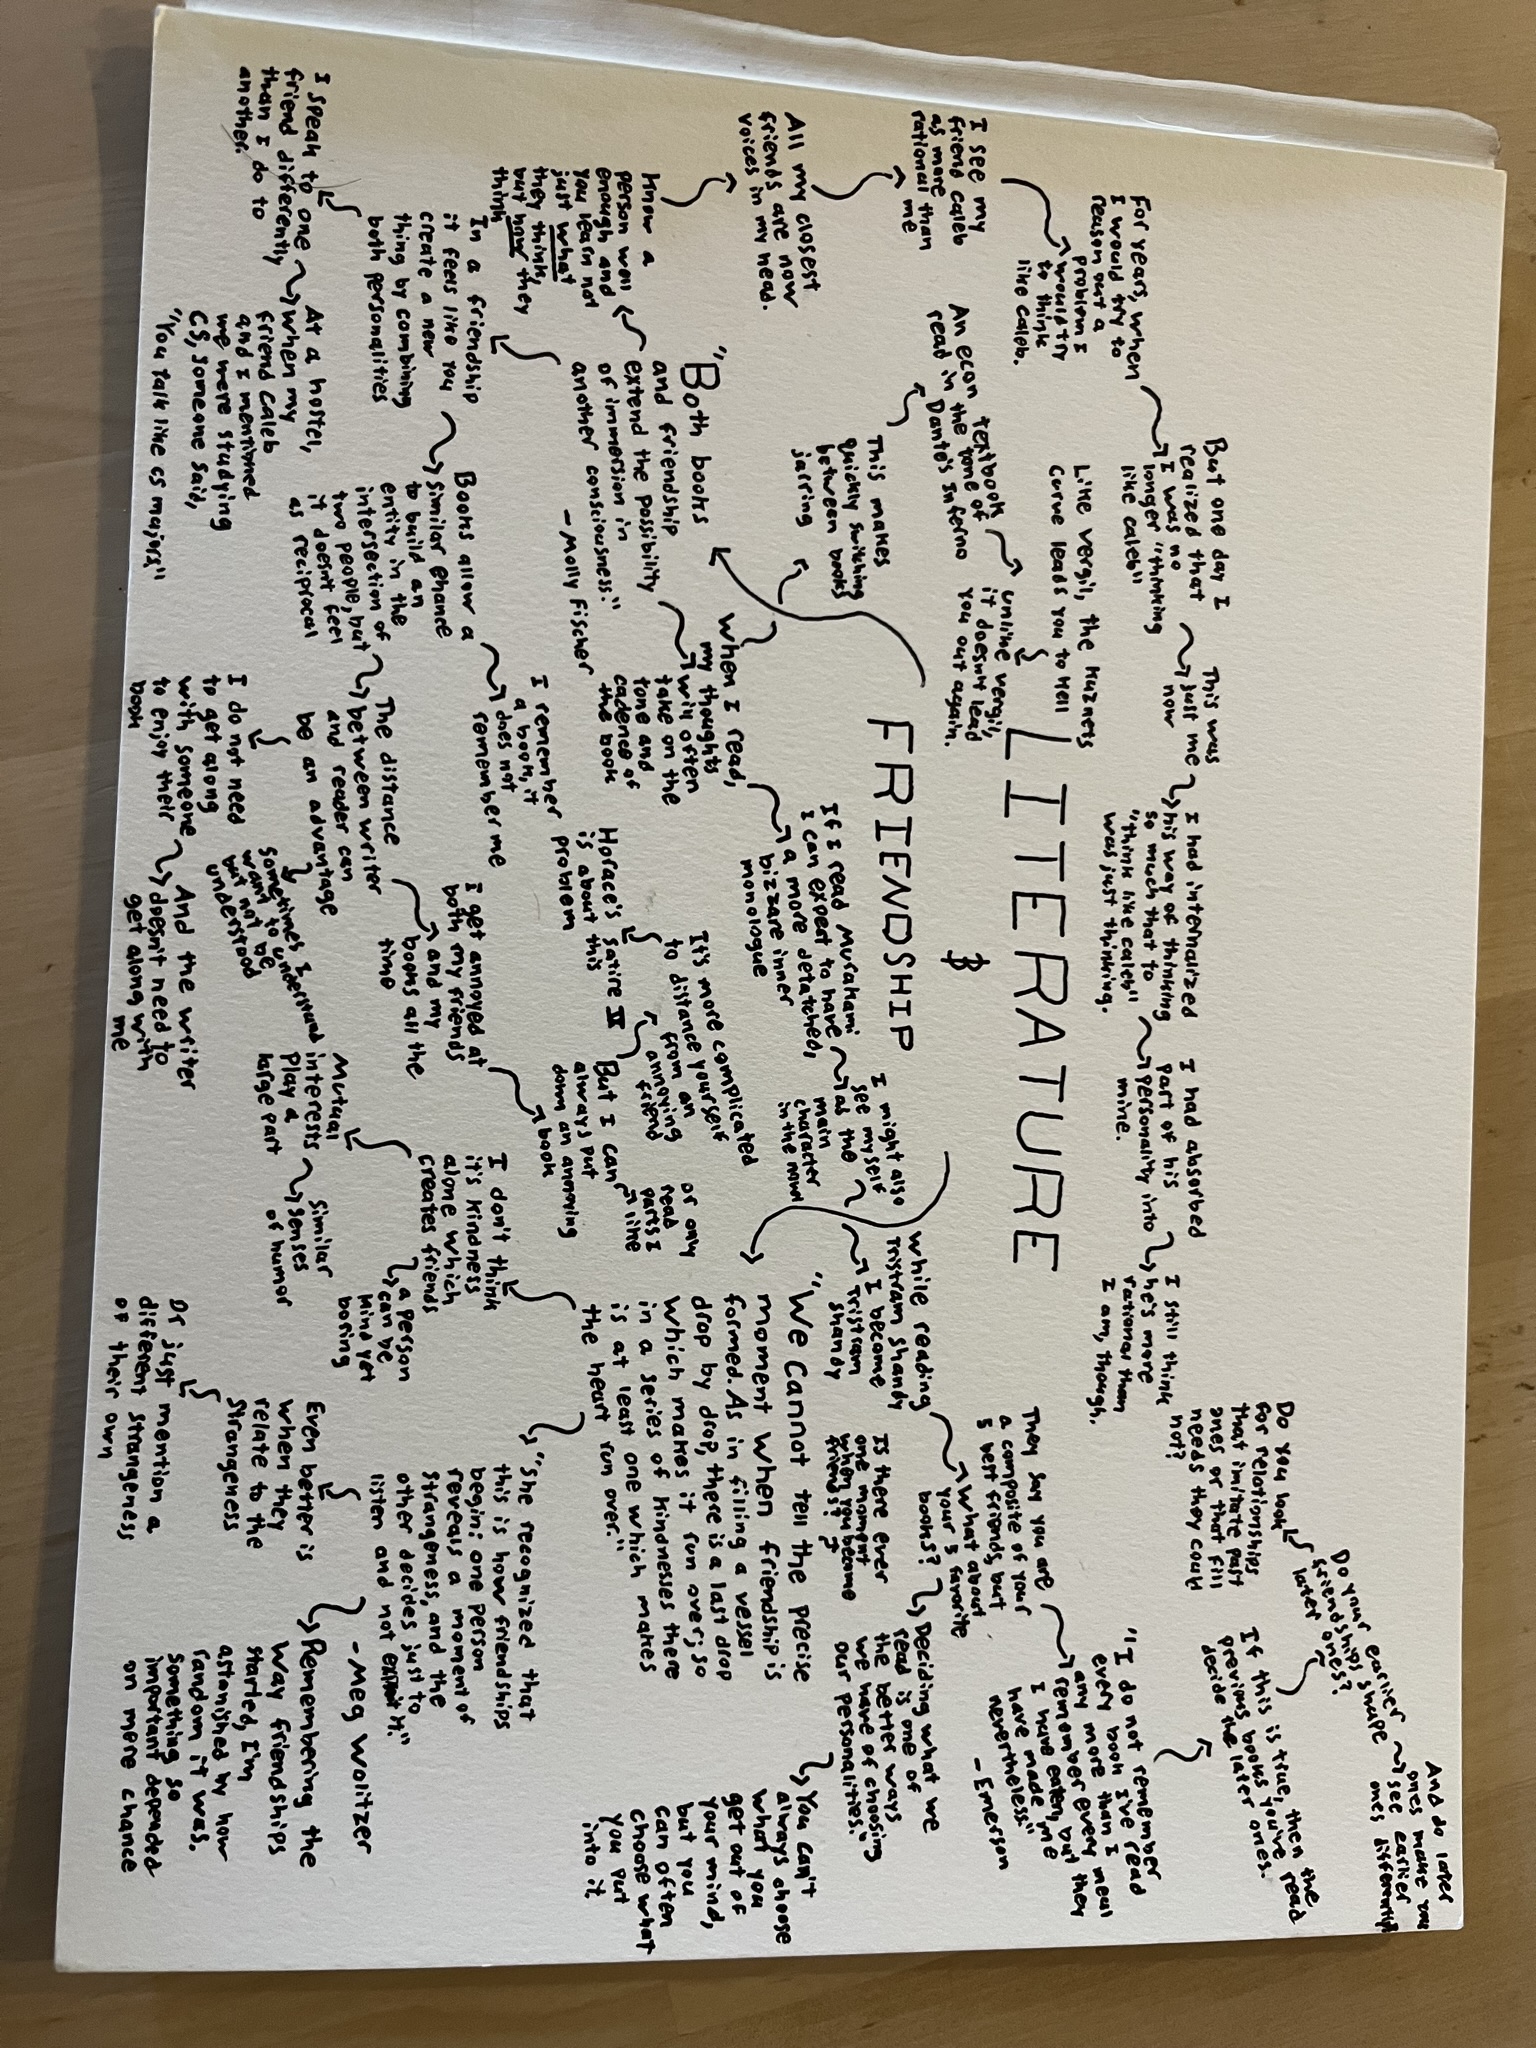 LITERATURE
&
FRIENDSHIP
"Both books
and friendship
extend the possibility
of immersion in
another consciousness."
- Molly Fischer
Know a
person well
enough and
you learn not
just what
they think,
but how they
think
All my closest
friends are now
voices in my head.
I see my
friend Caleb
as more
rational than
me
For years, when
I would try to
reason out a
problem I
would try
to think
like Caleb.
But one day I
realized that
I was no
longer "thinking
like Caleb"
This was
just me
now
I had internalized
his way of thinking
so much that to
"think like Caleb"
was just thinking.
I had absorbed
part of his
personality into
mine.
I still think
he's more
rational than
I am, though.
In a friendship
it feels like you
create a new
thing by combining
both personalities
I speak to one
friend differently
than I do to
another.
At a hostel,
when my
friend Caleb
and I mentioned
we were studying
CS, someone said,
"You talk like CS majors"
Books allow a
similar chance
to build an
entity in the
intersection of
two people, but
it doesn't feel
as reciprocal
I remember
a book, it
does not
remember me
The distance
between writer
and reader can
be an advantage
I do not need
to get along
with someone
to enjoy their
book
And the writer
doesn't need to
get along with
me
Sometimes I
want to understand
but not be
understood
I get annoyed at
both my friends
and my
books all the
time
But I can
always put
down an annoying
book
or only
read
parts I
like
It's more complicated
to distance yourself
from an
annoying
friend
Horace's Satire IX
is about this
problem
When I read,
my thoughts
will often
take on the
tone and
cadence of
the book
This makes
quickly switching
between books
jarring
An econ textbook
read in the tone of
Dante's Inferno
Unlike Vergil,
it doesn't lead
you out again.
Like Vergil, the Kuznets
Curve leads you to Hell
If I read Murakami
I can expect to have
a more detatched,
bizzare inner
monologue
I might also
see myself
as the
main
character
in the novel
While reading
Tristram Shandy
I become
Tristram
Shandy
They say you are
a composite of your
5 best friends, but
what about
your 5 favorite
books?
Deciding what we
read is one of
the better ways
we have of choosing
our personalities.
You can't
always choose
what you
get out of
your mind,
but you
can often
choose what
you put
into it.
"I do not remember
every book I've read
any more than I
remember every meal
I have eaten, but they
have made me
nevertheless"
- Emerson
If this is true, then the
previous books you've read
decide the later ones.
Do your earlier
friendships shape
later ones?
And do later
ones make you
see earlier
ones differently
Do you look
for relationships
that imitate past
ones or that fill
needs they could
not?
"We cannot tell the precise
moment when friendship is
formed. As in filling a vessel
drop by drop, there is a last drop
which makes it run over; so
in a series of kindnesses there
is at least one which makes
the heart run over."
Is there ever
one moment
when you become
friends?
I don't think
it's kindness
alone which
creates friends
a person
can be
kind yet
boring
Mutual
interests
play a
large part
Similar
senses
of humor
"She recognized that
this is how friendships
begin: one person
reveals a moment of
strangeness, and the
other decides just to
listen and not exploit it."
- Meg Wolitzer
Even better is
when they
relate to the
strangeness
Or just mention a
different strangeness
of their own
Remembering the
way friendships
started, I'm
astonished by how
random it was.
Something so
important depended
on mere chance